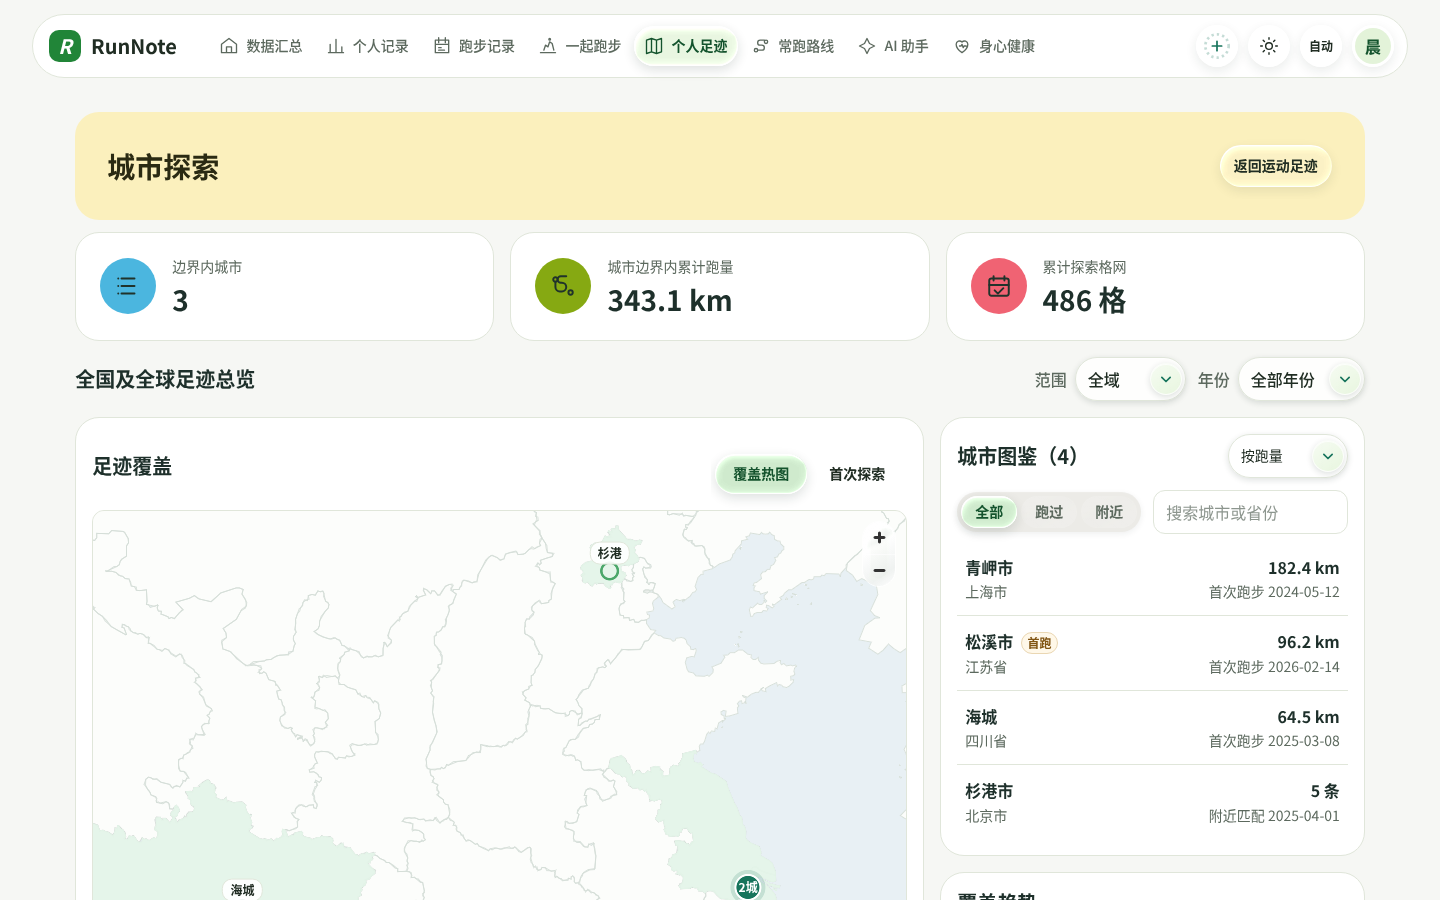 R RunNote 数据汇总 个人记录 跑步记录 一起跑步 个人足迹 常跑路线 AI 助手 身心健康 自动 晨
城市探索
返回运动足迹
边界内城市
3
城市边界内累计跑量
343.1 km
累计探索格网
486 格
全国及全球足迹总览
范围 全域 年份 全部年份
足迹覆盖
覆盖热图 首次探索
杉港
海城
2城
城市图鉴（4）
按跑量
全部 跑过 附近 搜索城市或省份
青岬市 182.4 km
上海市 首次跑步 2024-05-12
松溪市 首跑 96.2 km
江苏省 首次跑步 2026-02-14
海城 64.5 km
四川省 首次跑步 2025-03-08
杉港市 5 条
北京市 附近匹配 2025-04-01